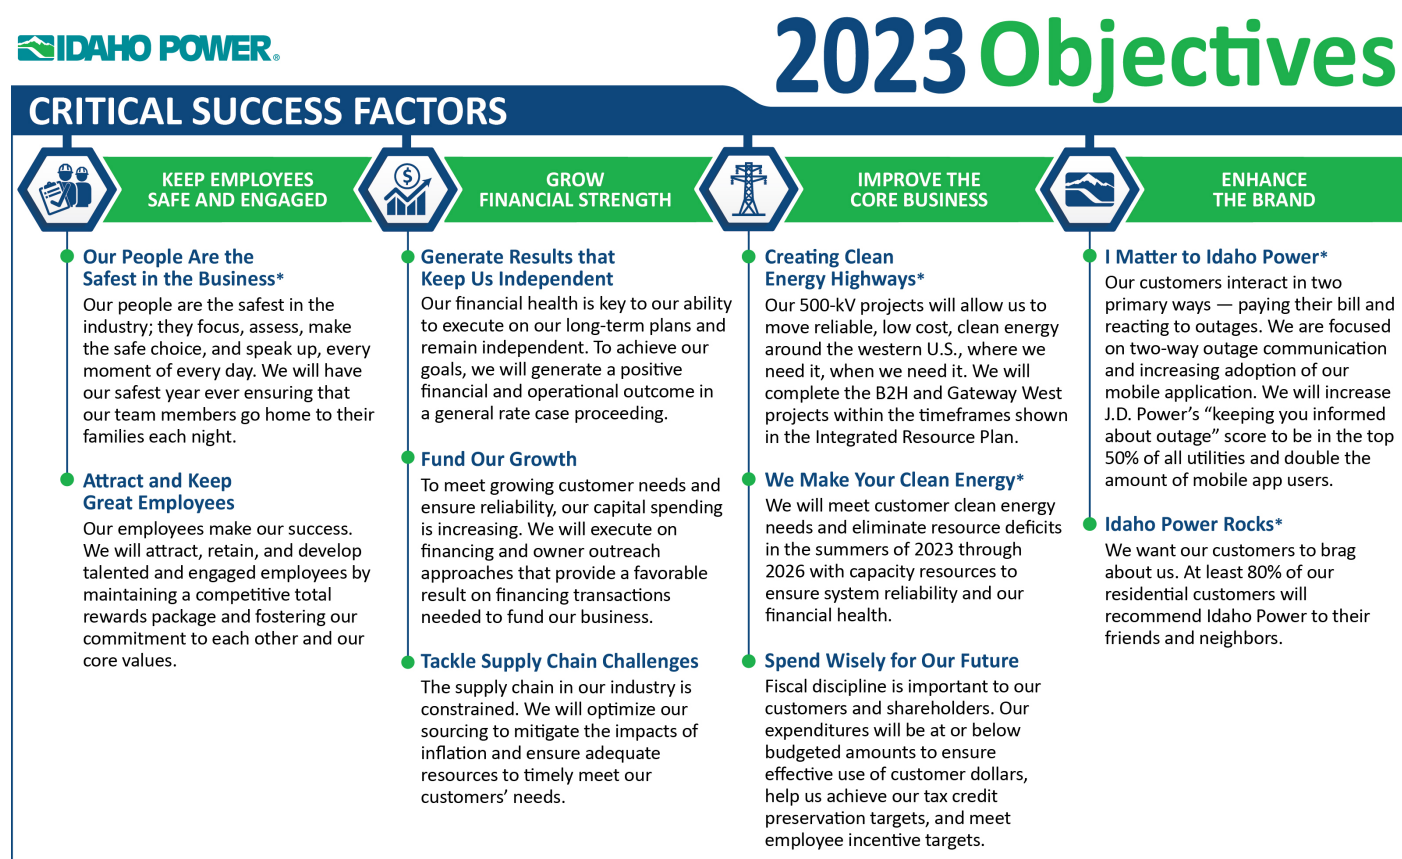 IDAHO POWER®
2023 Objectives
CRITICAL SUCCESS FACTORS
KEEP EMPLOYEES
SAFE AND ENGAGED
Our People Are the
Safest in the Business*
Our people are the safest in the
industry; they focus, assess, make
the safe choice, and speak up, every
moment of every day. We will have
our safest year ever ensuring that
our team members go home to their
families each night.
Attract and Keep
Great Employees
Our employees make our success.
We will attract, retain, and develop
talented and engaged employees by
maintaining a competitive total
rewards package and fostering our
commitment to each other and our
core values.
$
GROW
FINANCIAL STRENGTH
Generate Results that
Keep Us Independent
Our financial health is key to our ability
to execute on our long-term plans and
remain independent. To achieve our
goals, we will generate a positive
financial and operational outcome in
a general rate case proceeding.
Fund Our Growth
To meet growing customer needs and
ensure reliability, our capital spending
is increasing. We will execute on
financing and owner outreach
approaches that provide a favorable
result on financing transactions
needed to fund our business.
Tackle Supply Chain Challenges
The supply chain in our industry is
constrained. We will optimize our
sourcing to mitigate the impacts of
inflation and ensure adequate
resources to timely meet our
customers’ needs.
IMPROVE THE
CORE BUSINESS
Creating Clean
Energy Highways*
Our 500-kV projects will allow us to
move reliable, low cost, clean energy
around the western U.S., where we
need it, when we need it. We will
complete the B2H and Gateway West
projects within the timeframes shown
in the Integrated Resource Plan.
We Make Your Clean Energy*
We will meet customer clean energy
needs and eliminate resource deficits
in the summers of 2023 through
2026 with capacity resources to
ensure system reliability and our
financial health.
Spend Wisely for Our Future
Fiscal discipline is important to our
customers and shareholders. Our
expenditures will be at or below
budgeted amounts to ensure
effective use of customer dollars,
help us achieve our tax credit
preservation targets, and meet
employee incentive targets.
ENHANCE
THE BRAND
I Matter to Idaho Power*
Our customers interact in two
primary ways — paying their bill and
reacting to outages. We are focused
on two-way outage communication
and increasing adoption of our
mobile application. We will increase
J.D. Power’s “keeping you informed
about outage” score to be in the top
50% of all utilities and double the
amount of mobile app users.
Idaho Power Rocks*
We want our customers to brag
about us. At least 80% of our
residential customers will
recommend Idaho Power to their
friends and neighbors.